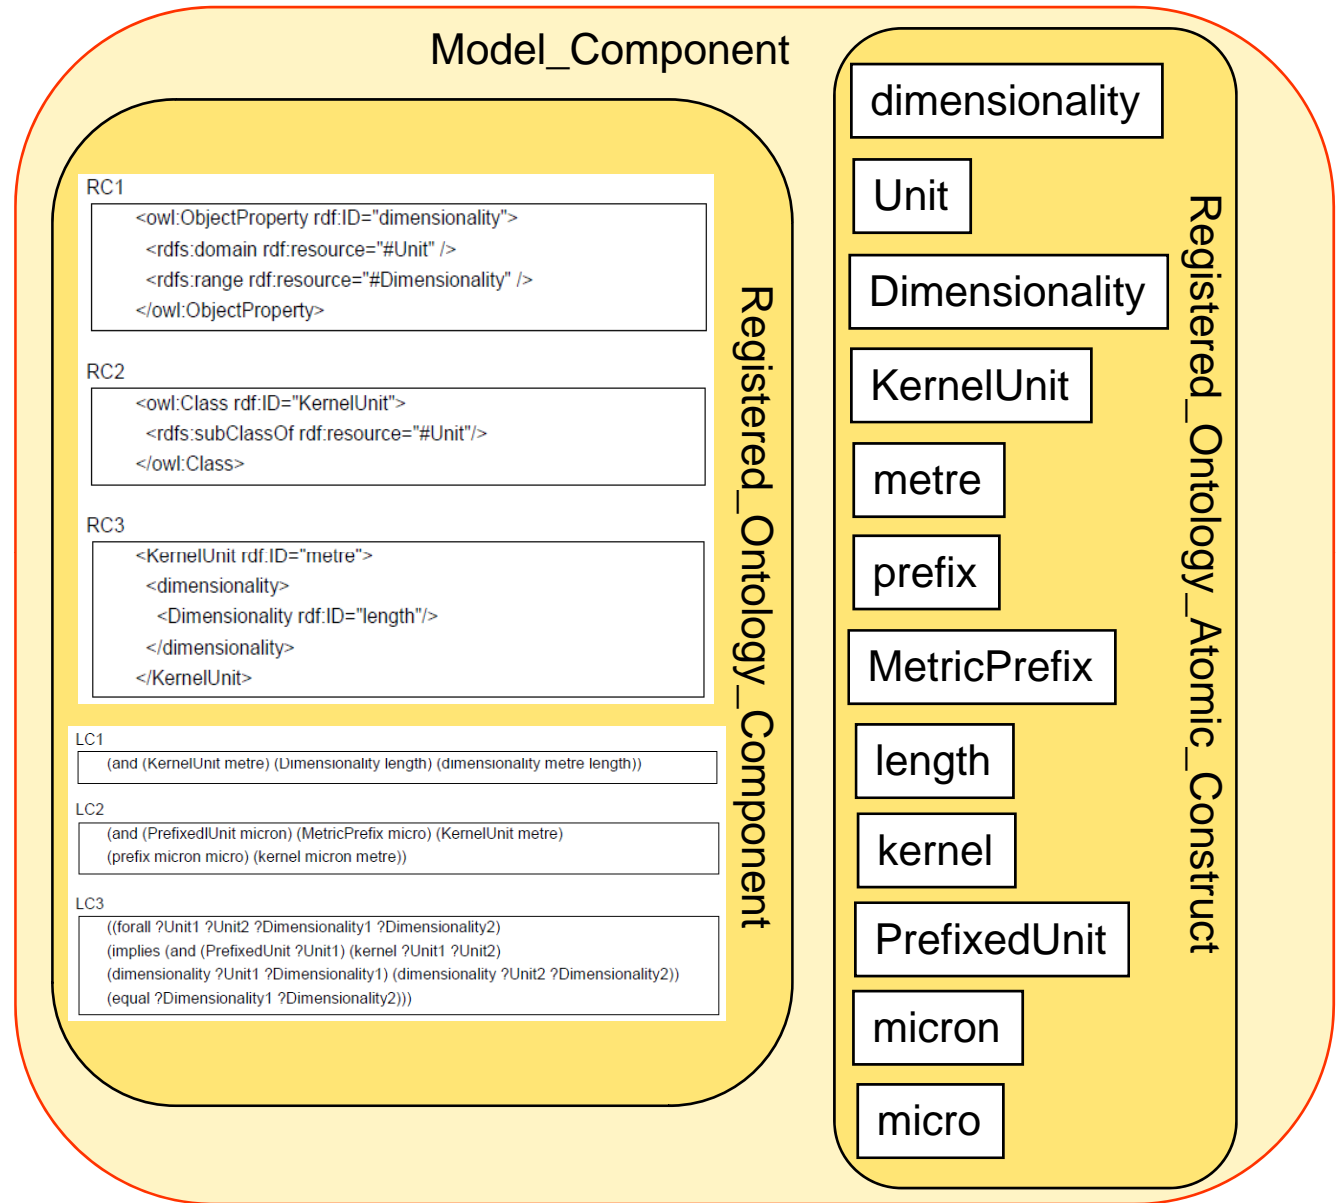 Model_Component
RC1
<owl:ObjectProperty rdf:ID="dimensionality">
<rdfs:domain rdf:resource="#Unit" />
<rdfs:range rdf:resource="#Dimensionality" />
</owl:ObjectProperty>
RC2
<owl:Class rdf:ID="KernelUnit">
<rdfs:subClassOf rdf:resource="#Unit"/>
</owl:Class>
RC3
<KernelUnit rdf:ID="metre">
<dimensionality>
<Dimensionality rdf:ID="length"/>
</dimensionality>
</KernelUnit>
LC1
(and (KernelUnit metre) (Dimensionality length) (dimensionality metre length))
LC2
(and (PrefixedlUnit micron) (MetricPrefix micro) (KernelUnit metre)
(prefix micron micro) (kernel micron metre))
LC3
((forall ?Unit1 ?Unit2 ?Dimensionality1 ?Dimensionality2)
(implies (and (PrefixedUnit ?Unit1) (kernel ?Unit1 ?Unit2)
(dimensionality ?Unit1 ?Dimensionality1) (dimensionality ?Unit2 ?Dimensionality2))
(equal ?Dimensionality1 ?Dimensionality2)))
Registered_Ontology_Component
dimensionality
Unit
Dimensionality
KernelUnit
metre
prefix
MetricPrefix
length
kernel
PrefixedUnit
micron
micro
Registered_Ontology_Atomic_Construct